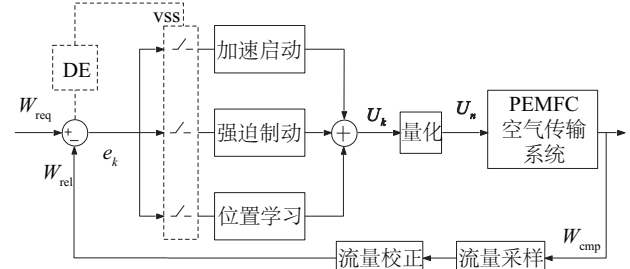 vss
DE
加速启动
W_req
+
-
强迫制动
+
U_k
量化
U_n
PEMFC
空气传输
系统
e_k
W_rel
位置学习
W_cmp
流量校正
流量采样